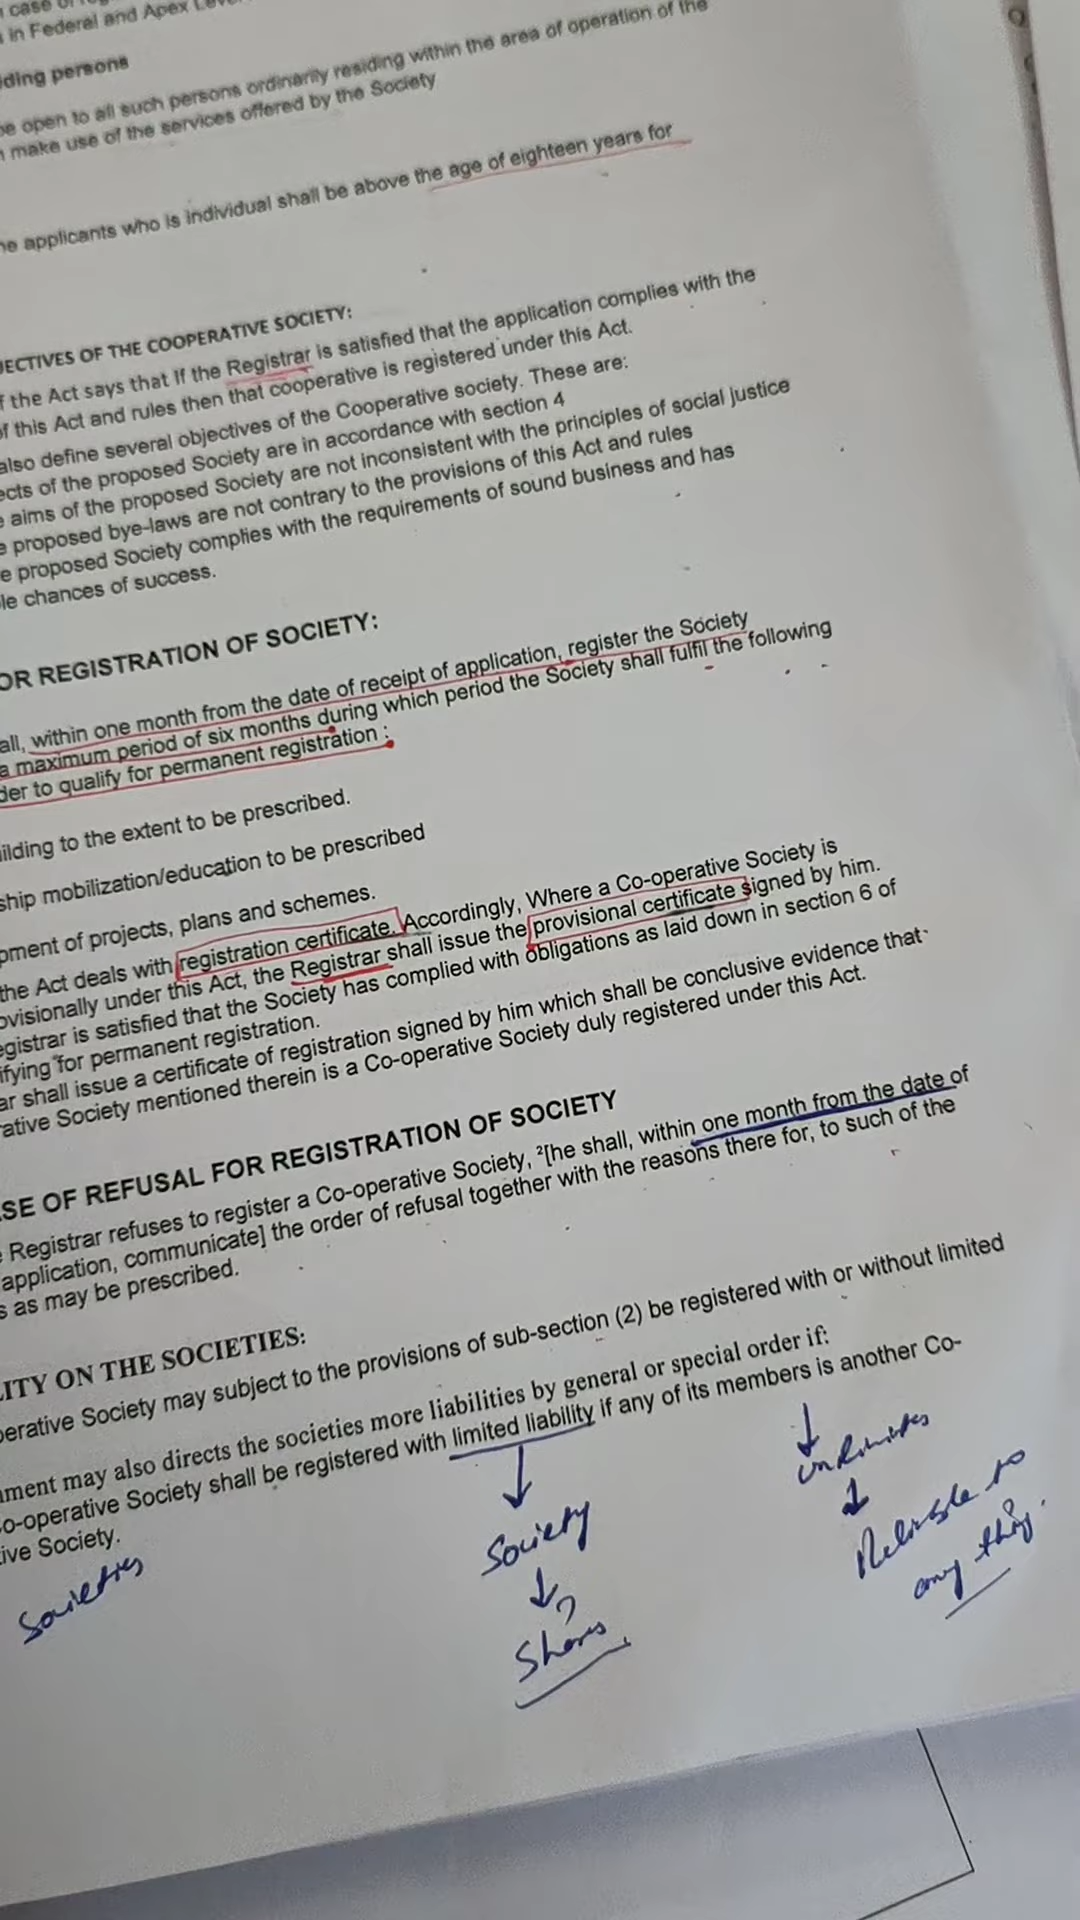 in Federal and Apex
ding persons
e open to all such persons ordinarily residing within the area of operation of the
make use of the services offered by the Society
e applicants who is individual shall be above the age of eighteen years for
JECTIVES OF THE COOPERATIVE SOCIETY:
f the Act says that If the Registrar is satisfied that the application complies with the
of this Act and rules then that cooperative is registered under this Act.
also define several objectives of the Cooperative society. These are:
ects of the proposed Society are in accordance with section 4
aims of the proposed Society are not inconsistent with the principles of social justice
e proposed bye-laws are not contrary to the provisions of this Act and rules
e proposed Society complies with the requirements of sound business and has
le chances of success.
OR REGISTRATION OF SOCIETY:
all, within one month from the date of receipt of application, register the Society
a maximum period of six months during which period the Society shall fulfil the following
der to qualify for permanent registration :
ilding to the extent to be prescribed.
ship mobilization/education to be prescribed
pment of projects, plans and schemes.
the Act deals with registration certificate. Accordingly, Where a Co-operative Society is
ovisionally under this Act, the Registrar shall issue the provisional certificate signed by him.
egistrar is satisfied that the Society has complied with obligations as laid down in section 6 of
ifying for permanent registration.
ar shall issue a certificate of registration signed by him which shall be conclusive evidence that
rative Society mentioned therein is a Co-operative Society duly registered under this Act.
SE OF REFUSAL FOR REGISTRATION OF SOCIETY
Registrar refuses to register a Co-operative Society, ²[he shall, within one month from the date of
application, communicate] the order of refusal together with the reasons there for, to such of the
s as may be prescribed.
LITY ON THE SOCIETIES:
perative Society may subject to the provisions of sub-section (2) be registered with or without limited
nment may also directs the societies more liabilities by general or special order if:
o-operative Society shall be registered with limited liability if any of its members is another Co-
ive Society.
Societies
Society
Shares
Reliable to
any thing.